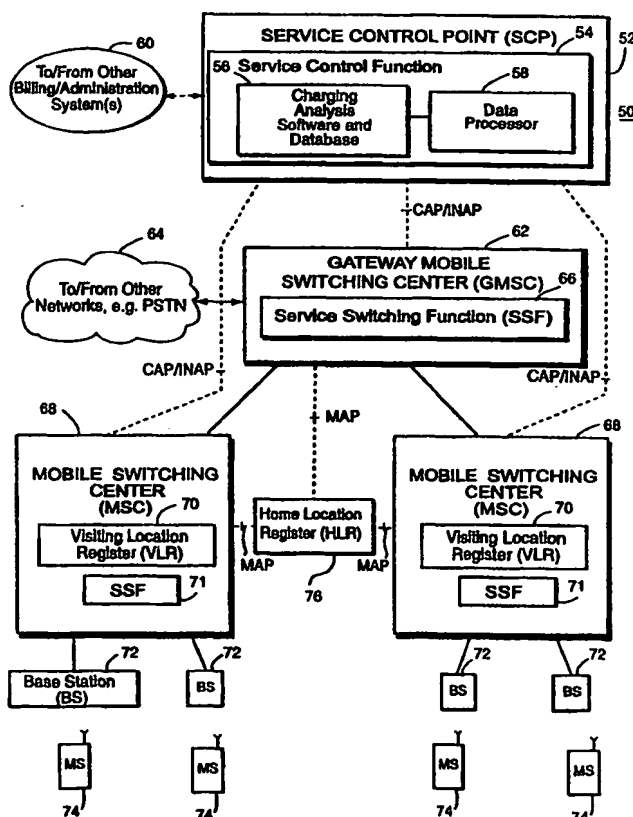 60
SERVICE CONTROL POINT (SCP)
54
52
To/From Other
Billing/Administration
System(s)
56
Service Control Function
58
Charging
Analysis
Software and
Database
Data
Processor
50
CAP/INAP
64
62
To/From Other
Networks, e.g. PSTN
GATEWAY MOBILE
SWITCHING CENTER (GMSC)
66
Service Switching Function (SSF)
CAP/INAP
CAP/INAP
68
MAP
68
MOBILE SWITCHING
CENTER
(MSC)
70
Visiting Location
Register (VLR)
SSF
71
MAP
Home Location
Register (HLR)
76
MAP
MOBILE SWITCHING
CENTER
(MSC)
70
Visiting Location
Register (VLR)
SSF
71
72
Base Station
(BS)
72
BS
72
BS
72
BS
MS
74
MS
74
MS
74
MS
74